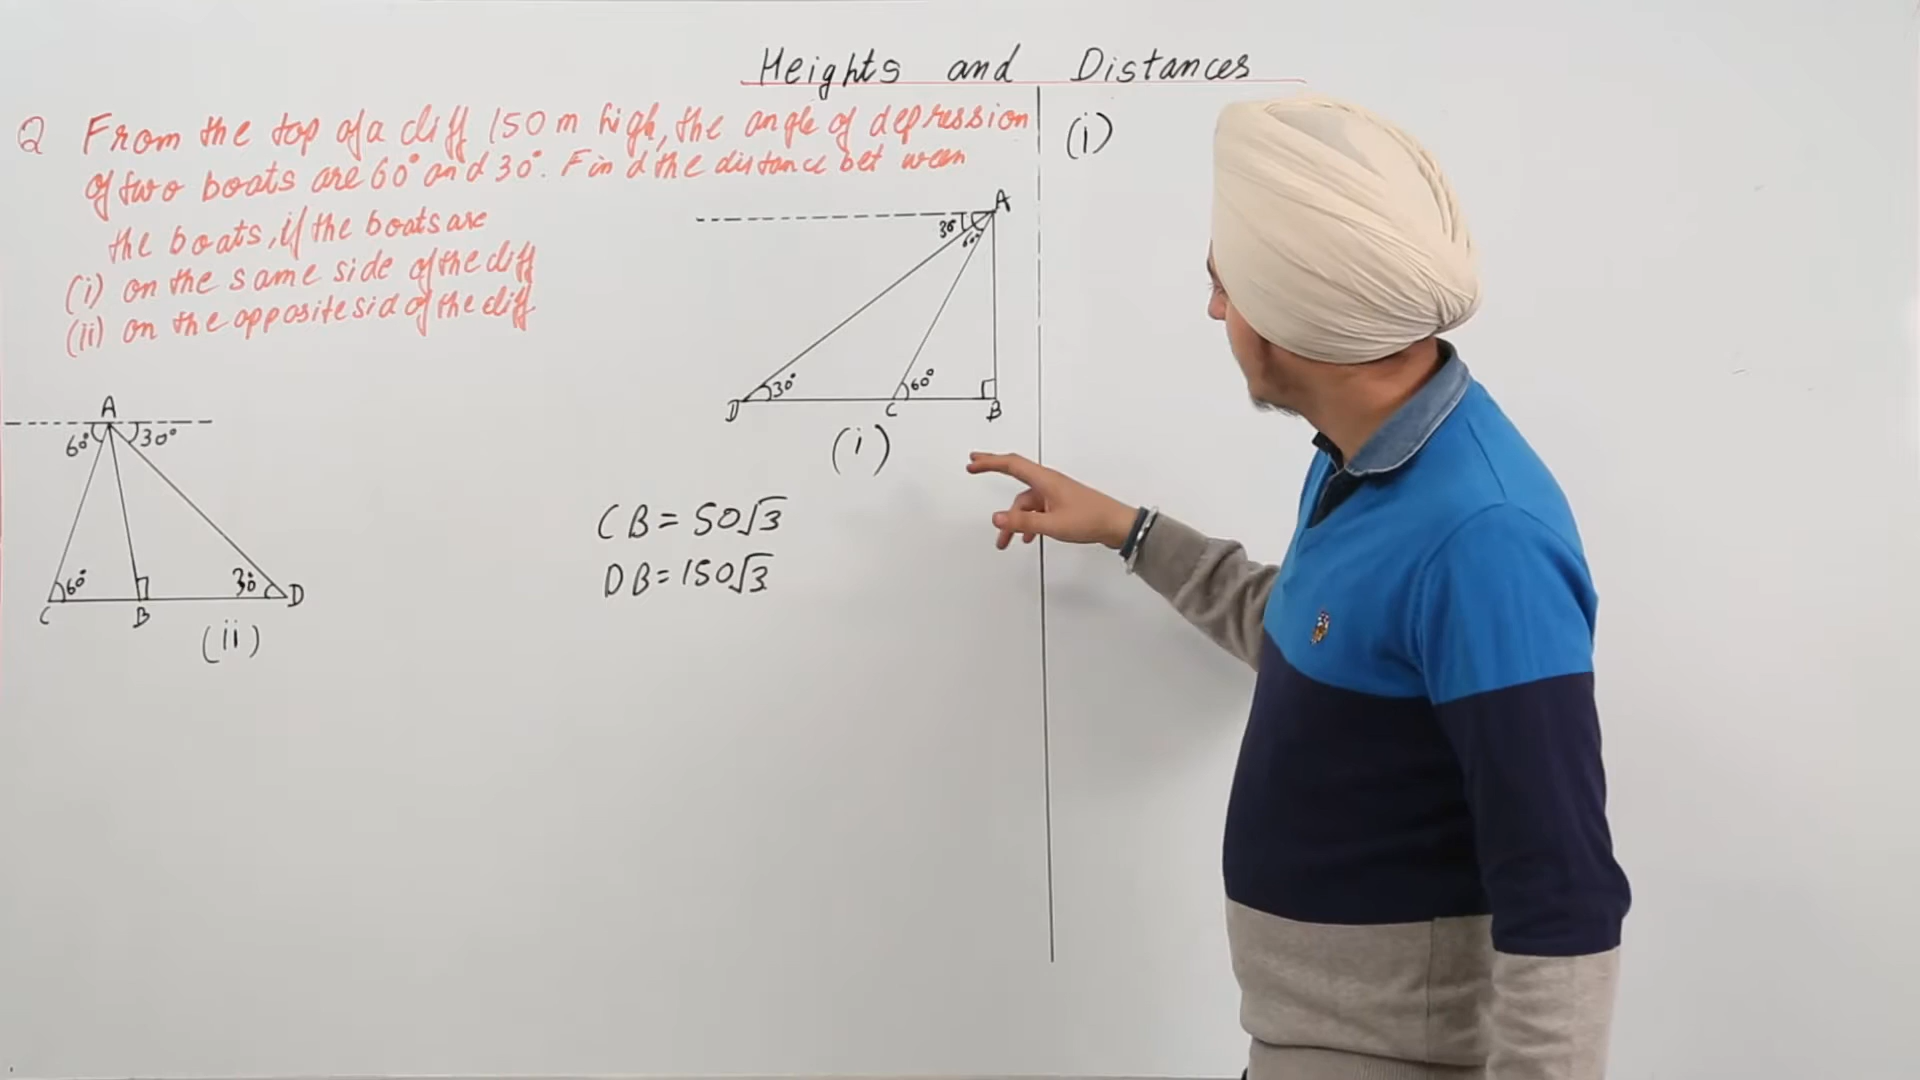 Heights and Distances
Q From the top of a cliff 150 m high, the angle of depression
of two boats are 60° and 30°. Find the distance between
the boats, if the boats are
(i) on the same side of the cliff
(ii) on the opposite sid of the cliff
A
30° 60°
30° 60°
D C B
(i)
A
60° 30°
60° 30°
C B D
(ii)
CB = 50√3
DB = 150√3
(i)